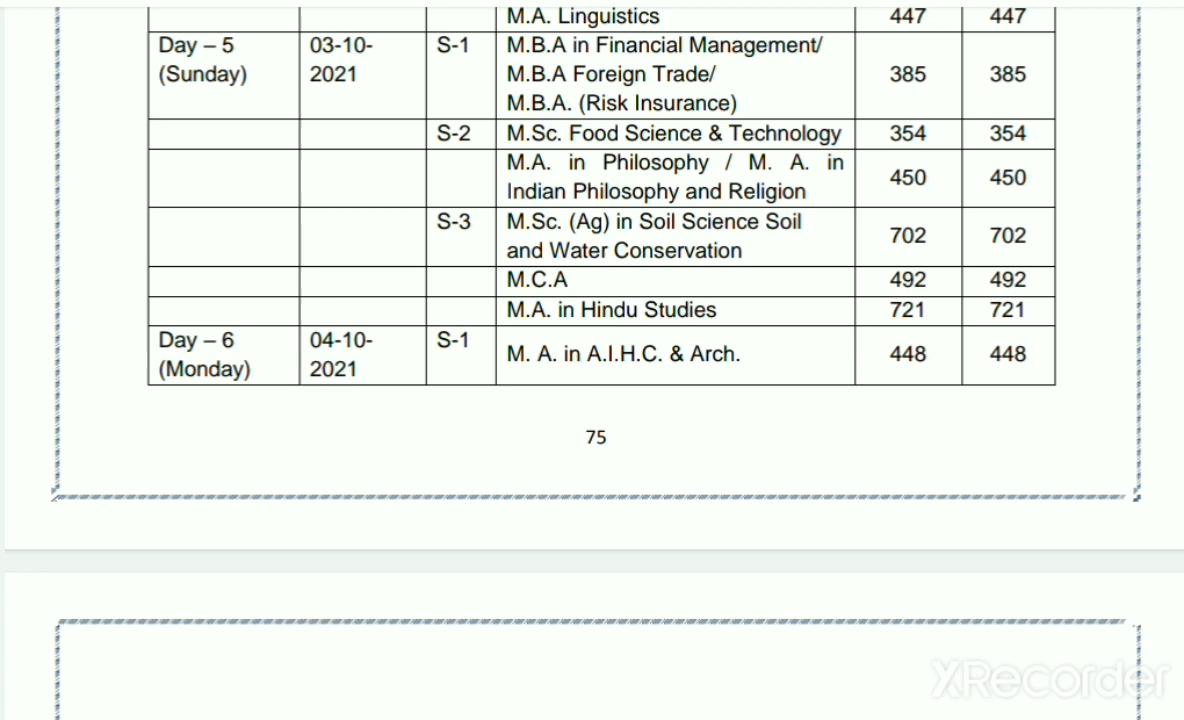 M.A. Linguistics 447 447
Day – 5 03-10- S-1 M.B.A in Financial Management/
(Sunday) 2021 M.B.A Foreign Trade/ 385 385
M.B.A. (Risk Insurance)
S-2 M.Sc. Food Science & Technology 354 354
M.A. in Philosophy / M. A. in
Indian Philosophy and Religion 450 450
S-3 M.Sc. (Ag) in Soil Science Soil
and Water Conservation 702 702
M.C.A 492 492
M.A. in Hindu Studies 721 721
Day – 6 04-10- S-1
(Monday) 2021 M. A. in A.I.H.C. & Arch. 448 448
75
XRecorder